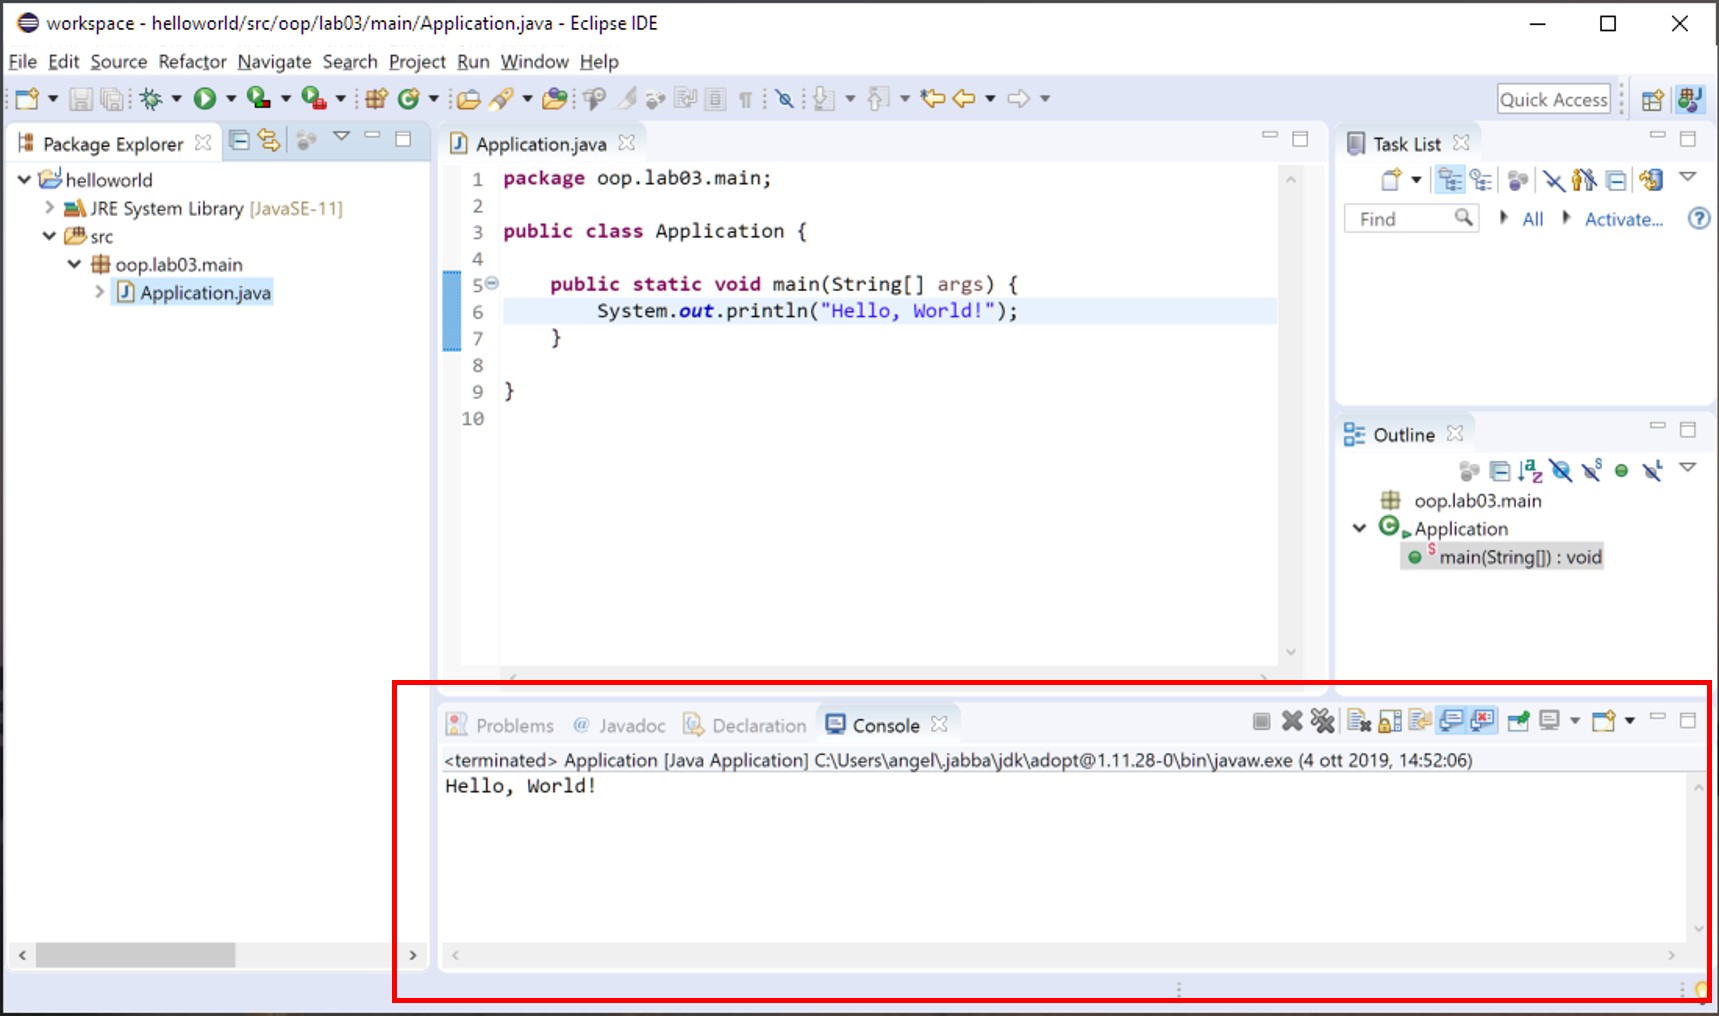 workspace - helloworld/src/oop/lab03/main/Application.java - Eclipse IDE
File Edit Source Refactor Navigate Search Project Run Window Help
Quick Access
Package Explorer
helloworld
JRE System Library [JavaSE-11]
src
oop.lab03.main
Application.java
Application.java
1 package oop.lab03.main;
2
3 public class Application {
4
5 public static void main(String[] args) {
6 System.out.println("Hello, World!");
7 }
8
9 }
10
Task List
Find All Activate...
Outline
oop.lab03.main
Application
main(String[]) : void
Problems @ Javadoc Declaration Console
<terminated> Application [Java Application] C:\Users\angel\.jabba\jdk\adopt@1.11.28-0\bin\javaw.exe (4 ott 2019, 14:52:06)
Hello, World!